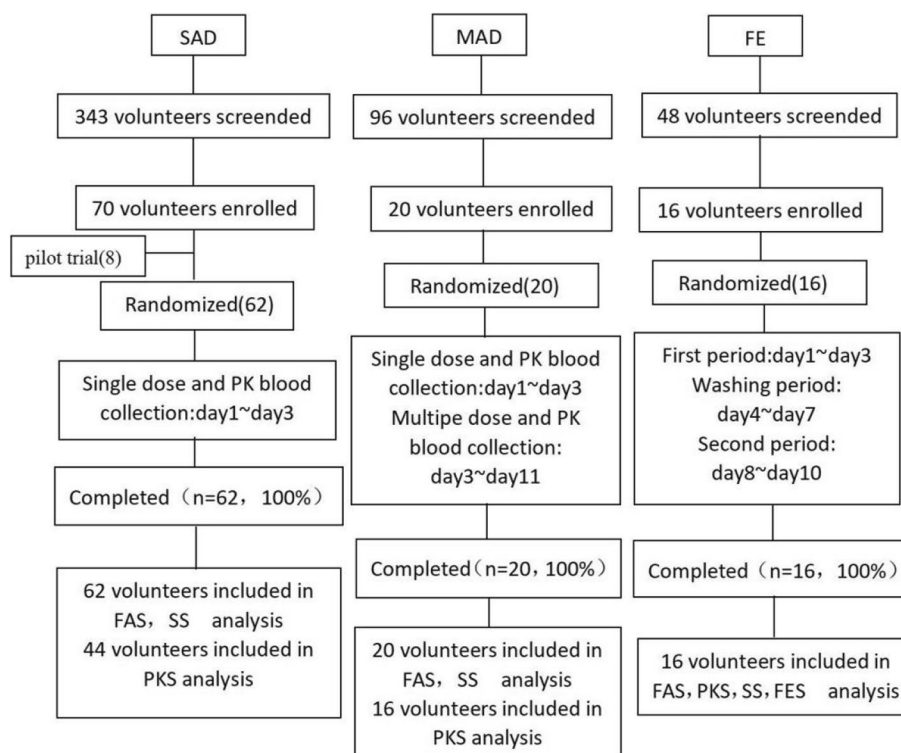 SAD
343 volunteers screended
70 volunteers enrolled
pilot trial(8)
Randomized(62)
Single dose and PK blood
collection:day1~day3
Completed（n=62，100%）
62 volunteers included in
FAS，SS analysis
44 volunteers included in
PKS analysis
MAD
96 volunteers screended
20 volunteers enrolled
Randomized(20)
Single dose and PK blood
collection:day1~day3
Multipe dose and PK
blood collection:
day3~day11
Completed(n=20，100%）
20 volunteers included in
FAS，SS analysis
16 volunteers included in
PKS analysis
FE
48 volunteers screended
16 volunteers enrolled
Randomized(16)
First period:day1~day3
Washing period:
day4~day7
Second period:
day8~day10
Completed（n=16，100%）
16 volunteers included in
FAS，PKS，SS，FES analysis